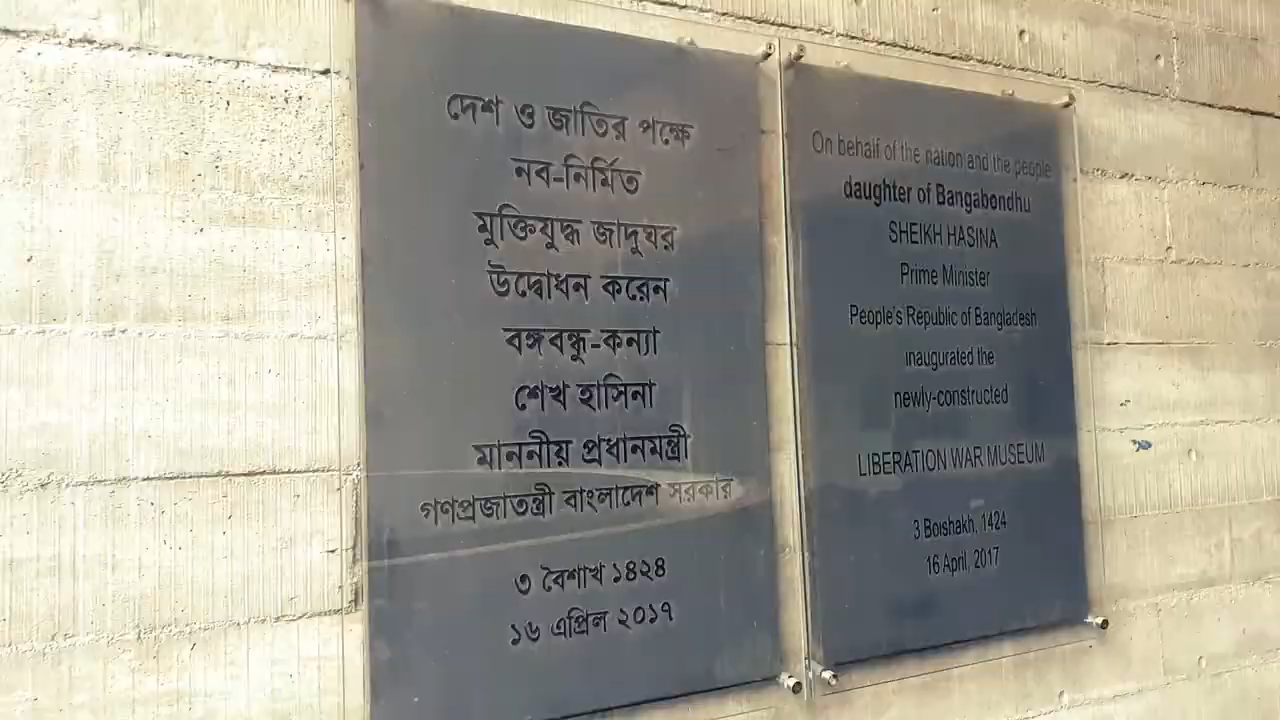 দেশ ও জাতির পক্ষে
নব-নির্মিত
মুক্তিযুদ্ধ জাদুঘর
উদ্বোধন করেন
বঙ্গবন্ধু-কন্যা
শেখ হাসিনা
মাননীয় প্রধানমন্ত্রী
গণপ্রজাতন্ত্রী বাংলাদেশ সরকার
৩ বৈশাখ ১৪২৪
১৬ এপ্রিল ২০১৭
On behalf of the nation and the people
daughter of Bangabondhu
SHEIKH HASINA
Prime Minister
People's Republic of Bangladesh
inaugurated the
newly-constructed
LIBERATION WAR MUSEUM
3 Boishakh, 1424
16 April, 2017